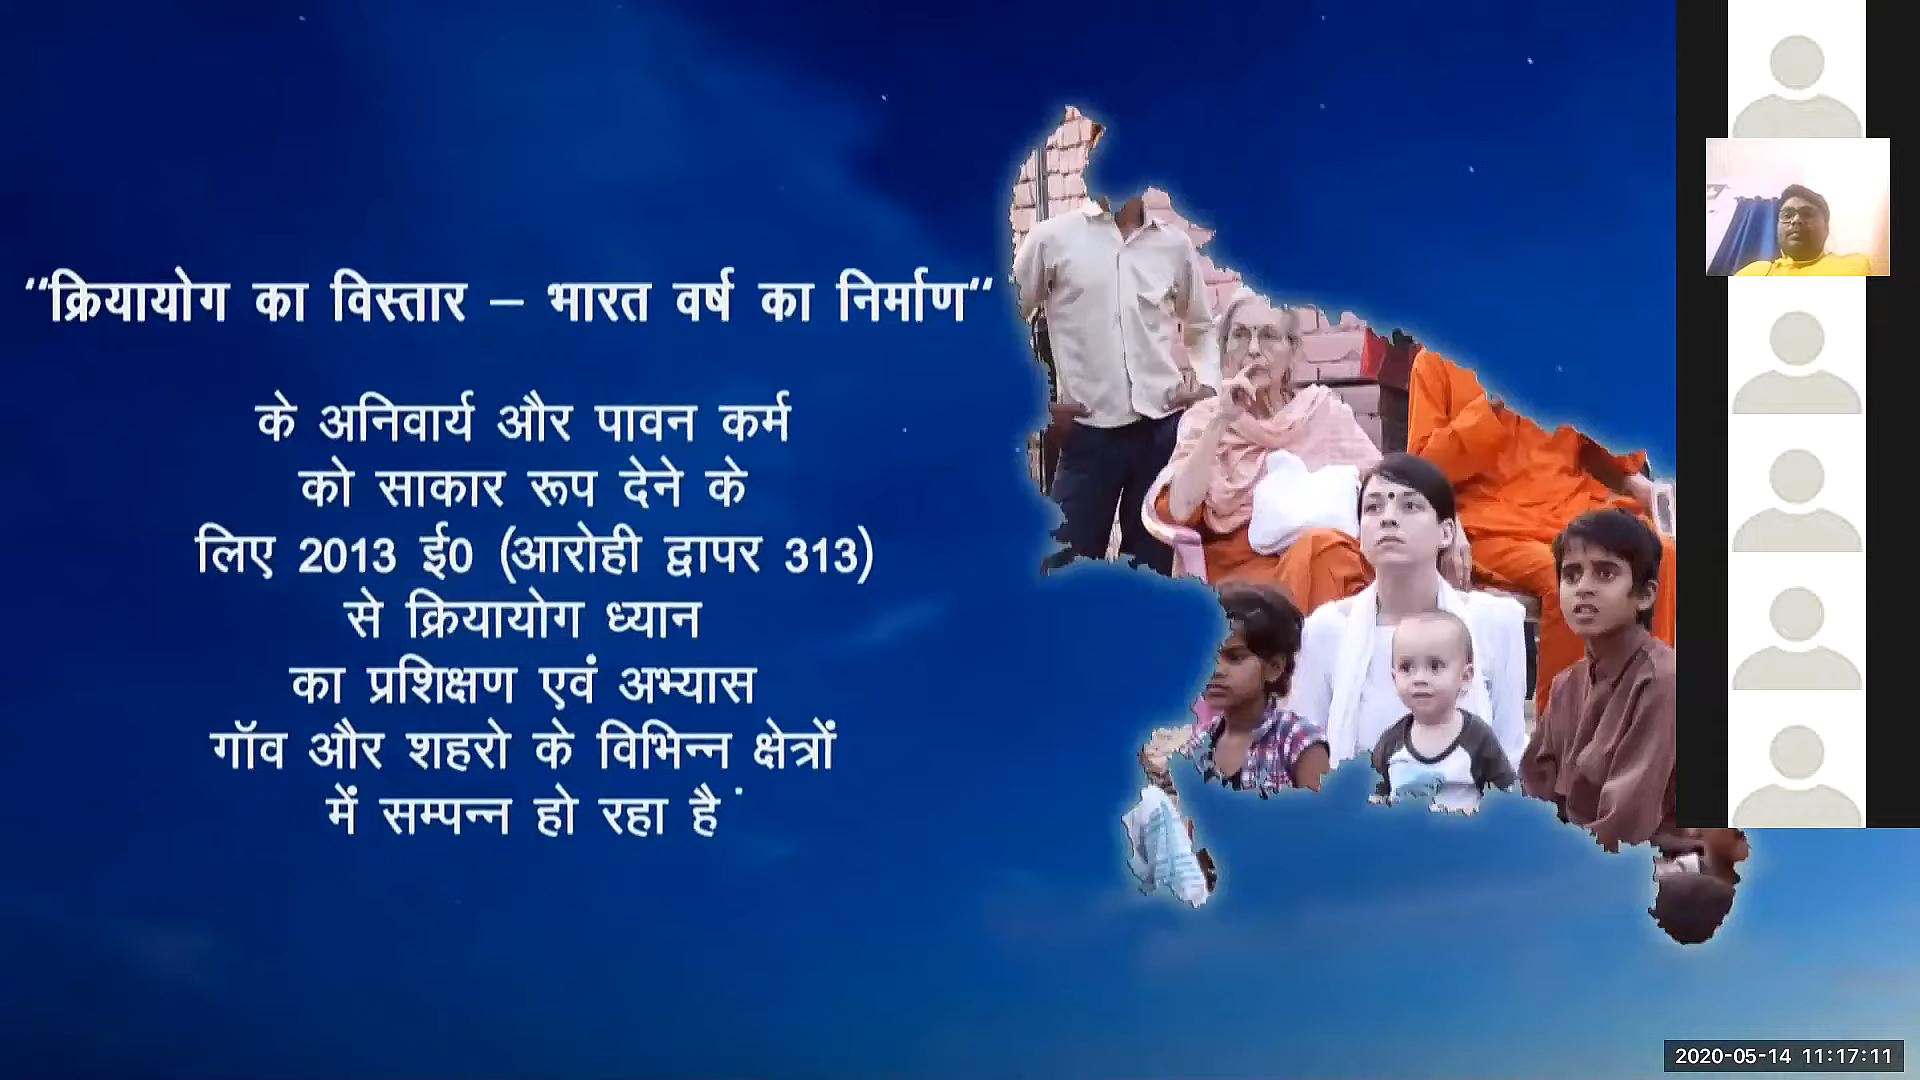 “क्रियायोग का विस्तार – भारत वर्ष का निर्माण“
के अनिवार्य और पावन कर्म
को साकार रूप देने के
लिए 2013 ई0 (आरोही द्वापर 313)
से क्रियायोग ध्यान
का प्रशिक्षण एवं अभ्यास
गॉव और शहरो के विभिन्न क्षेत्रों
में सम्पन्न हो रहा है
2020-05-14 11:17:11